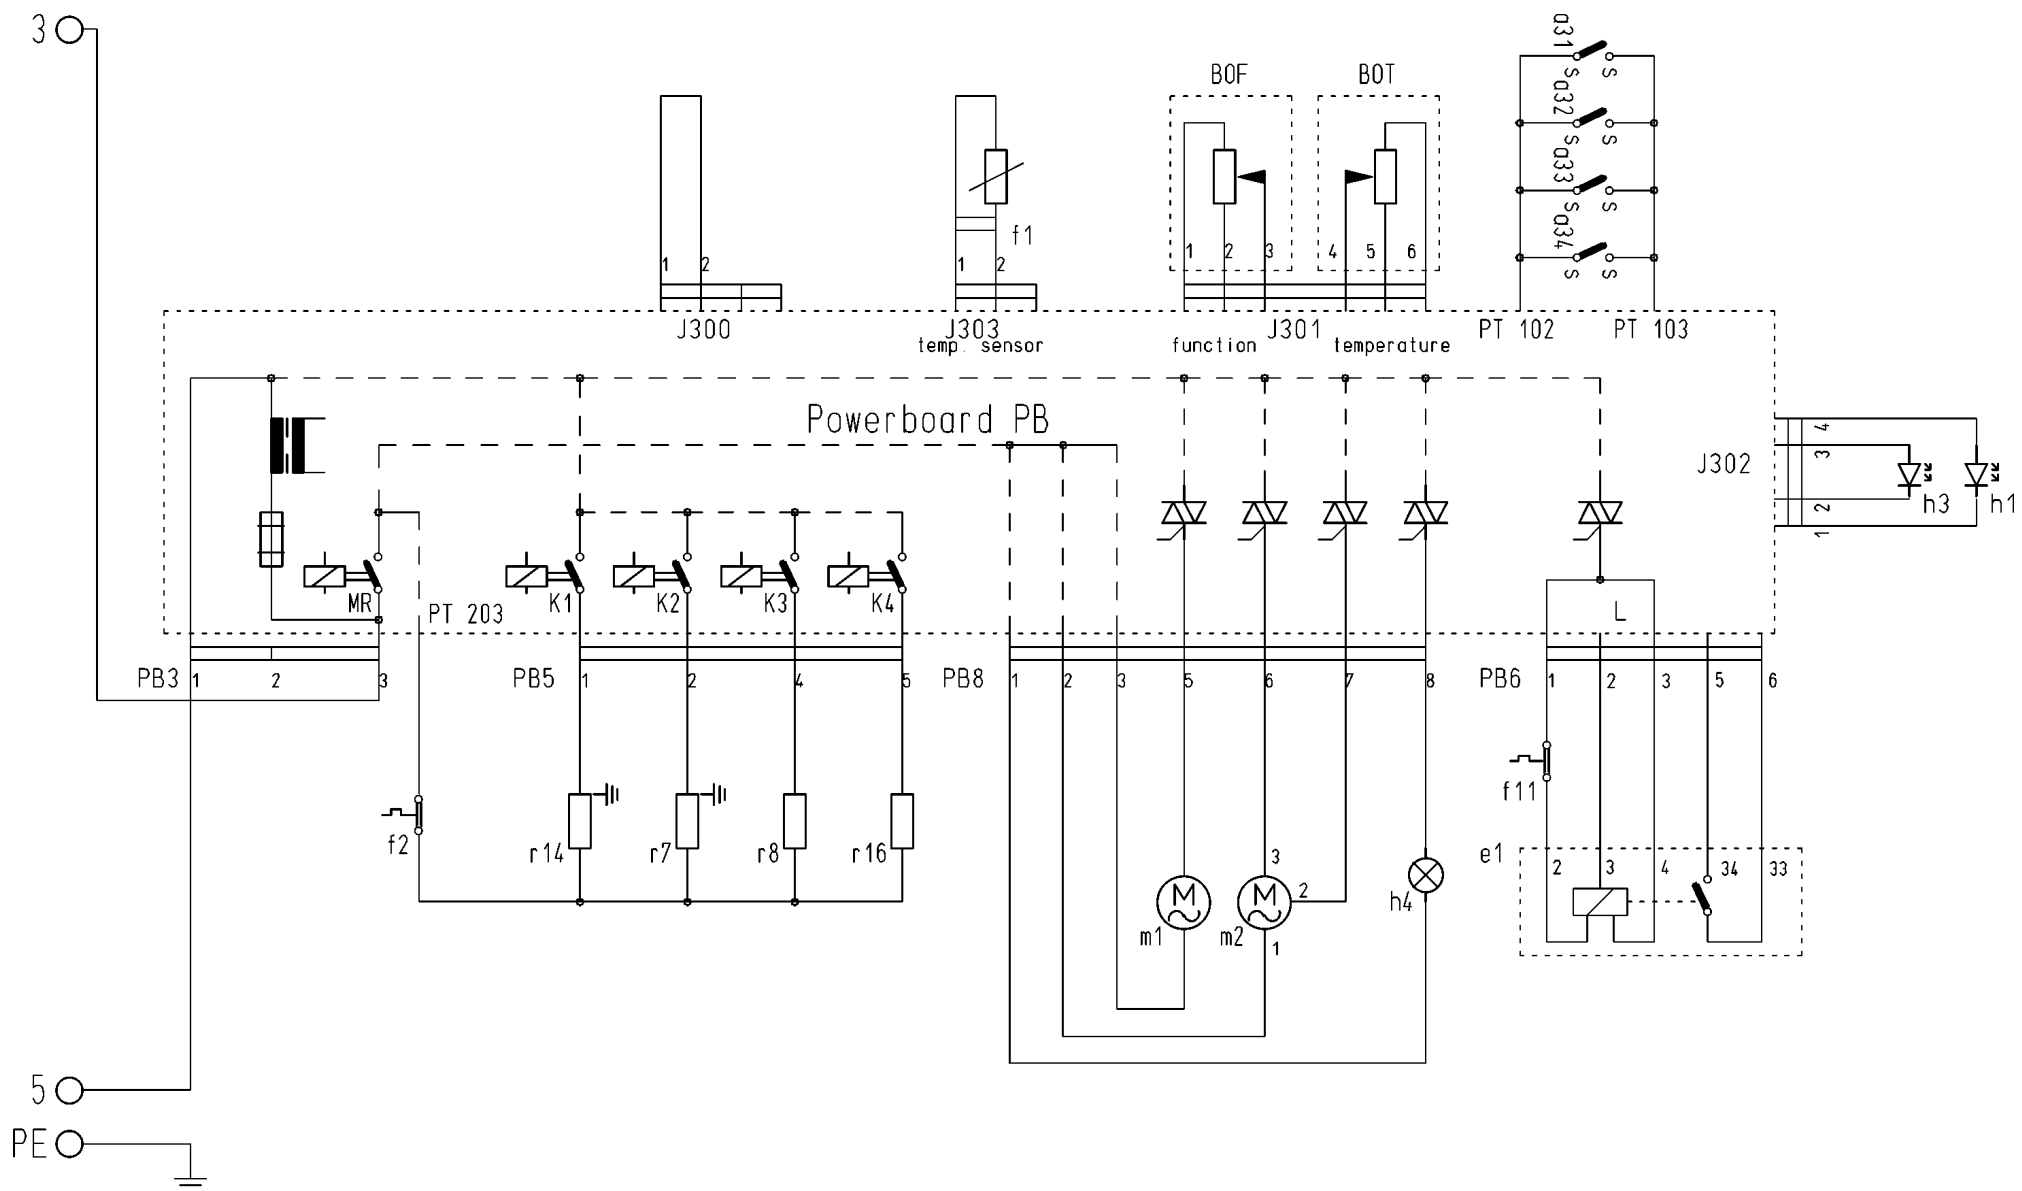 3
a31
S S
a32
S S
a33
S S
a34
S S
BOF BOT
1 2
1 2
f1
1 2 3 4 5 6
J300 J303 J301 PT 102 PT 103
temp. sensor function temperature
Powerboard PB
J302
4
3
2
1
h3 h1
MR K1 K2 K3 K4
PT 203
L
PB3 1 2 3
PB5 1 2 4 5
PB8 1 2 3 5 6 7 8
PB6 1 2 3 5 6
f11
f2 r14 r7 r8 r16
e1 2 3 4 34 33
M m1
M m2 3 2 1
h4
5
PE